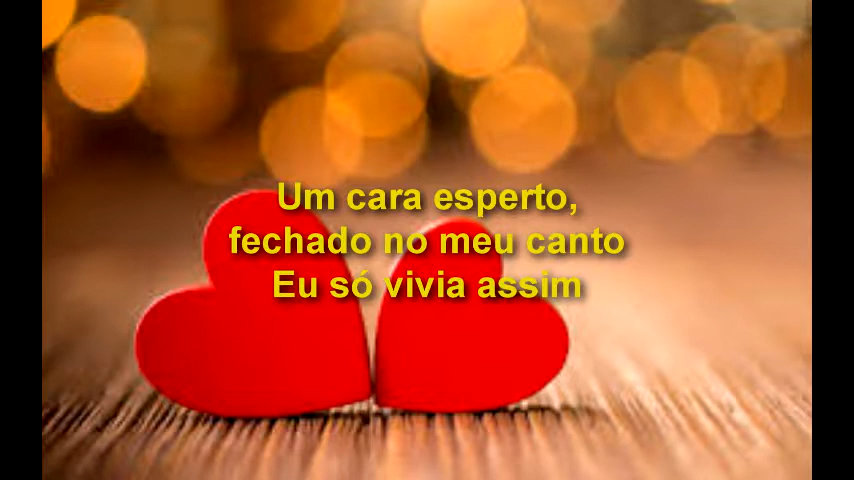 Um cara esperto,
fechado no meu canto
Eu só vivia assim